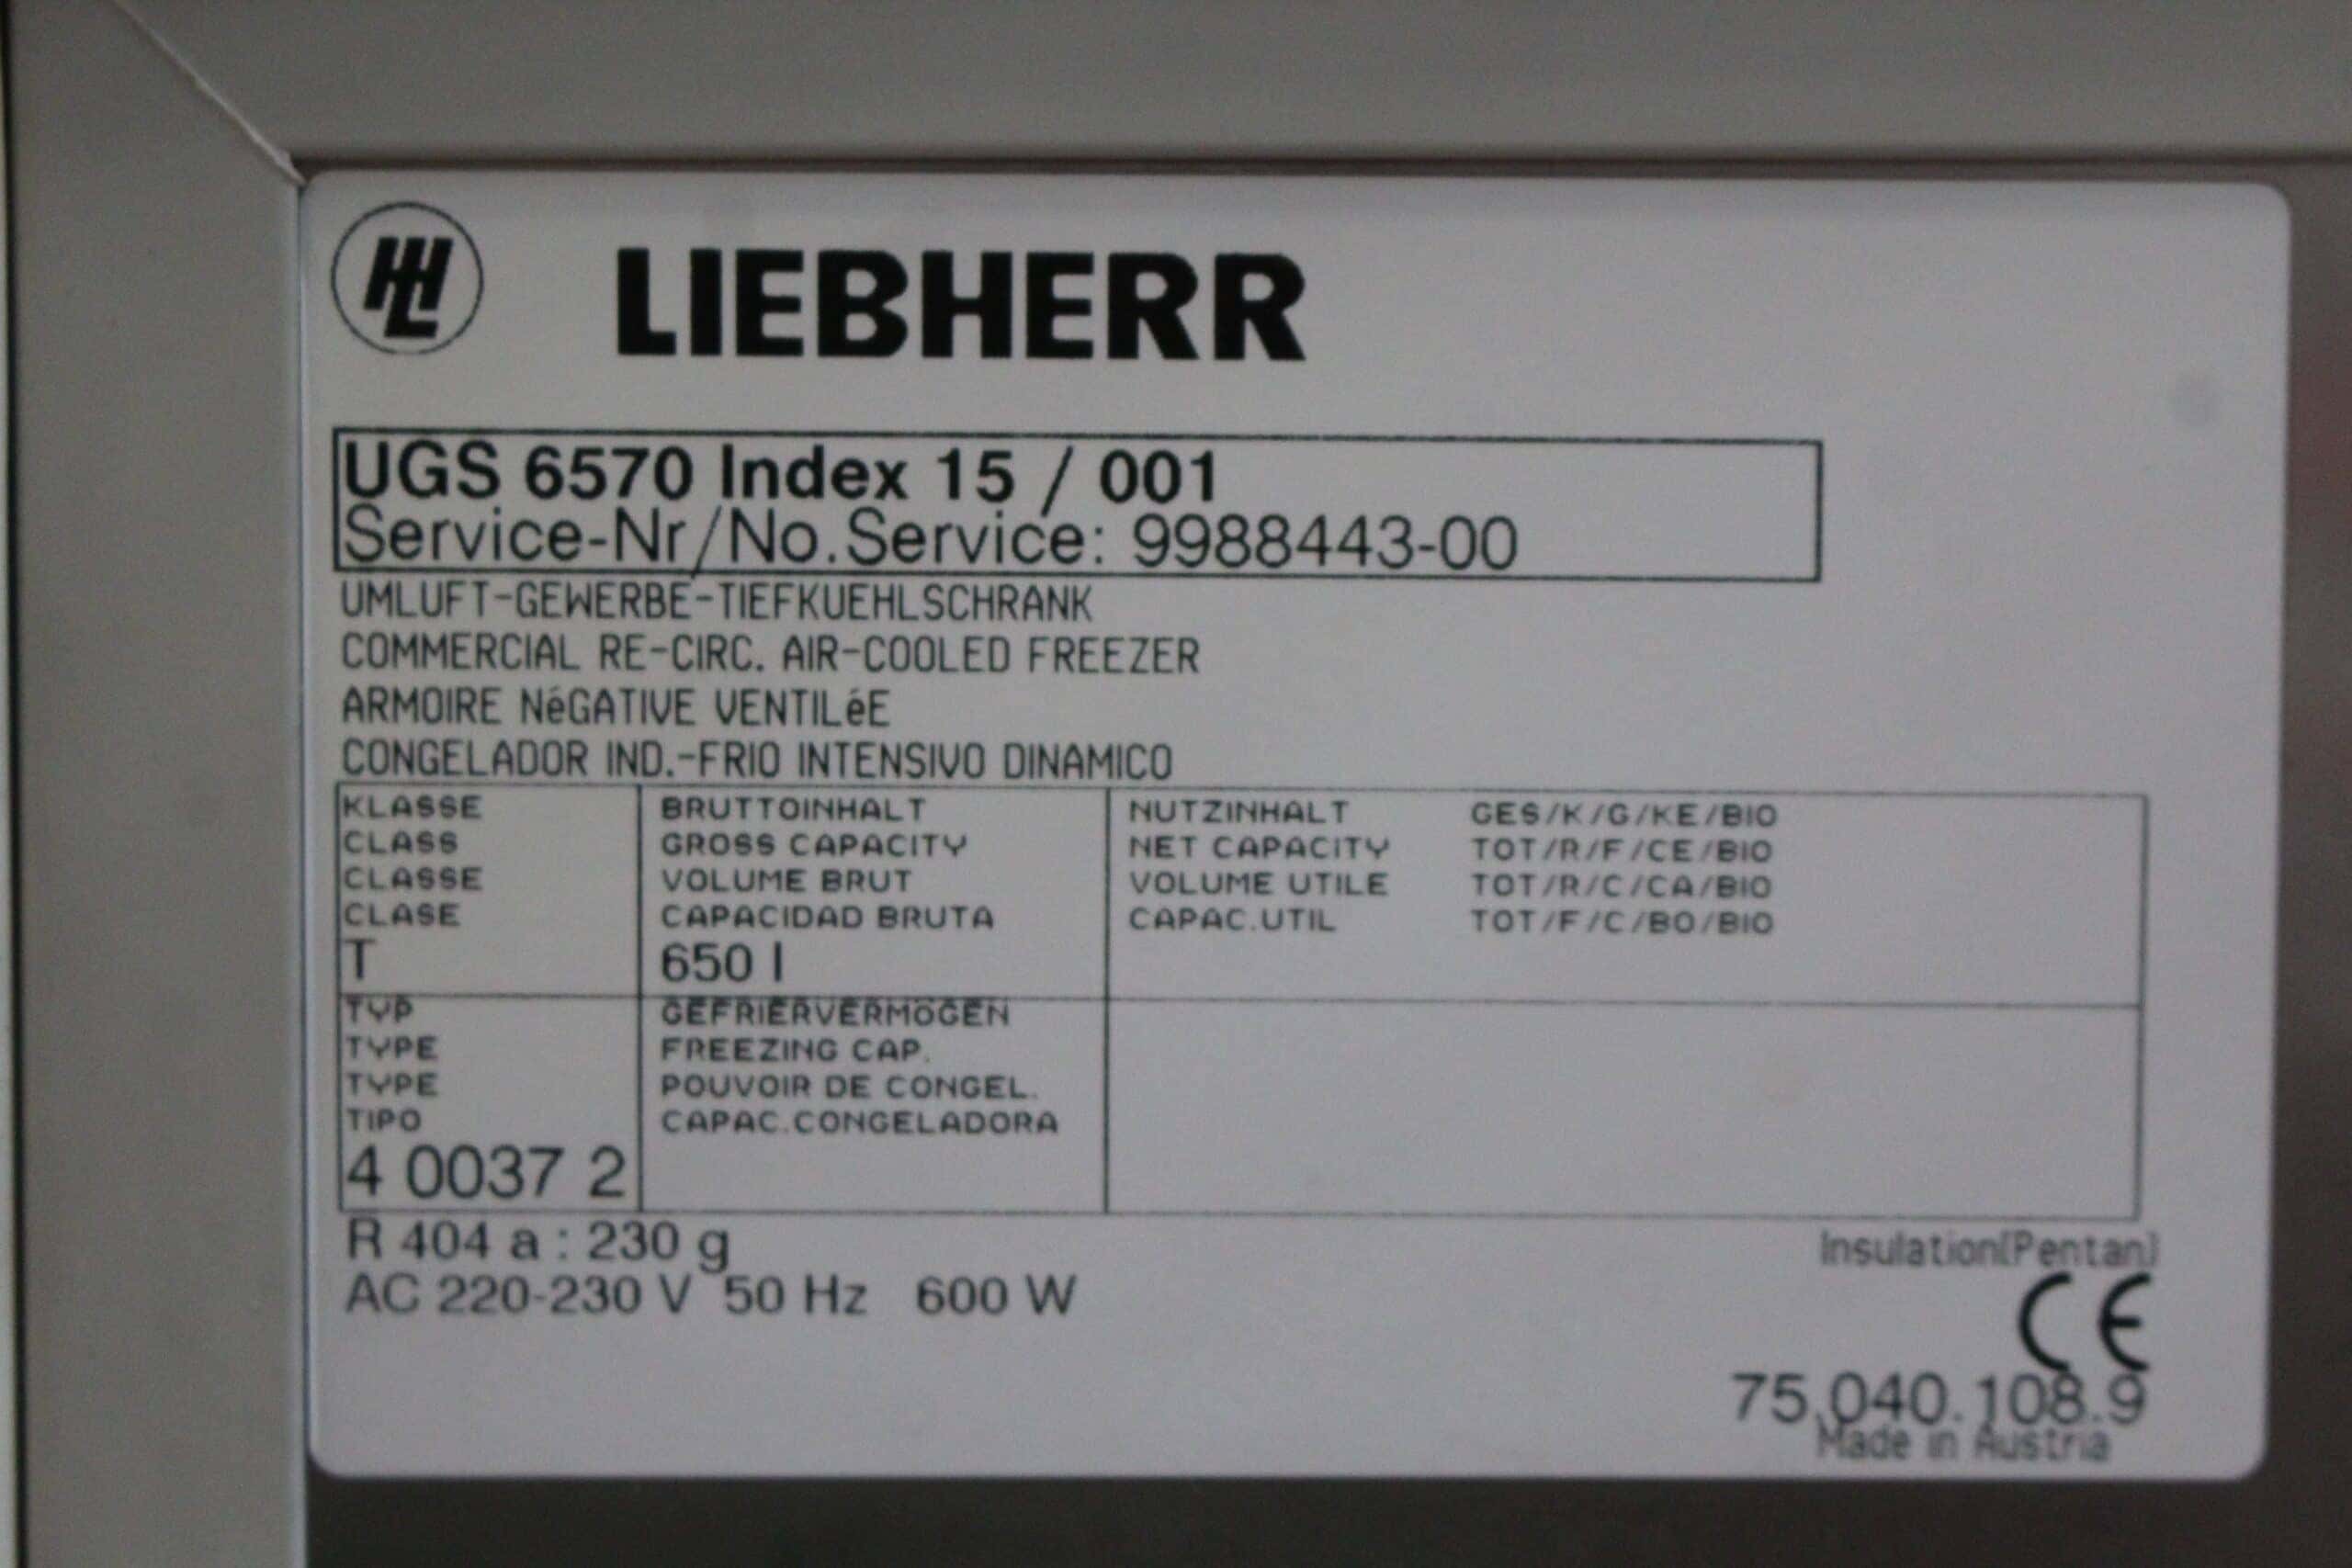 HLL LIEBHERR
UGS 6570 Index 15 / 001
Service-Nr/No.Service: 9988443-00
UMLUFT-GEWERBE-TIEFKUEHLSCHRANK
COMMERCIAL RE-CIRC. AIR-COOLED FREEZER
ARMOIRE NéGATIVE VENTILéE
CONGELADOR IND.-FRIO INTENSIVO DINAMICO
KLASSE BRUTTOINHALT NUTZINHALT GES/K/G/KE/BIO
CLASS GROSS CAPACITY NET CAPACITY TOT/R/F/CE/BIO
CLASSE VOLUME BRUT VOLUME UTILE TOT/R/C/CA/BIO
CLASE CAPACIDAD BRUTA CAPAC.UTIL TOT/F/C/BO/BIO
T 650 l
TYP GEFRIERVERMöGEN
TYPE FREEZING CAP.
TYPE POUVOIR DE CONGEL.
TIPO CAPAC.CONGELADORA
4 0037 2
R 404 a : 230 g
Insulation(Pentan)
AC 220-230 V 50 Hz 600 W
CE
75.040.108.9
Made in Austria